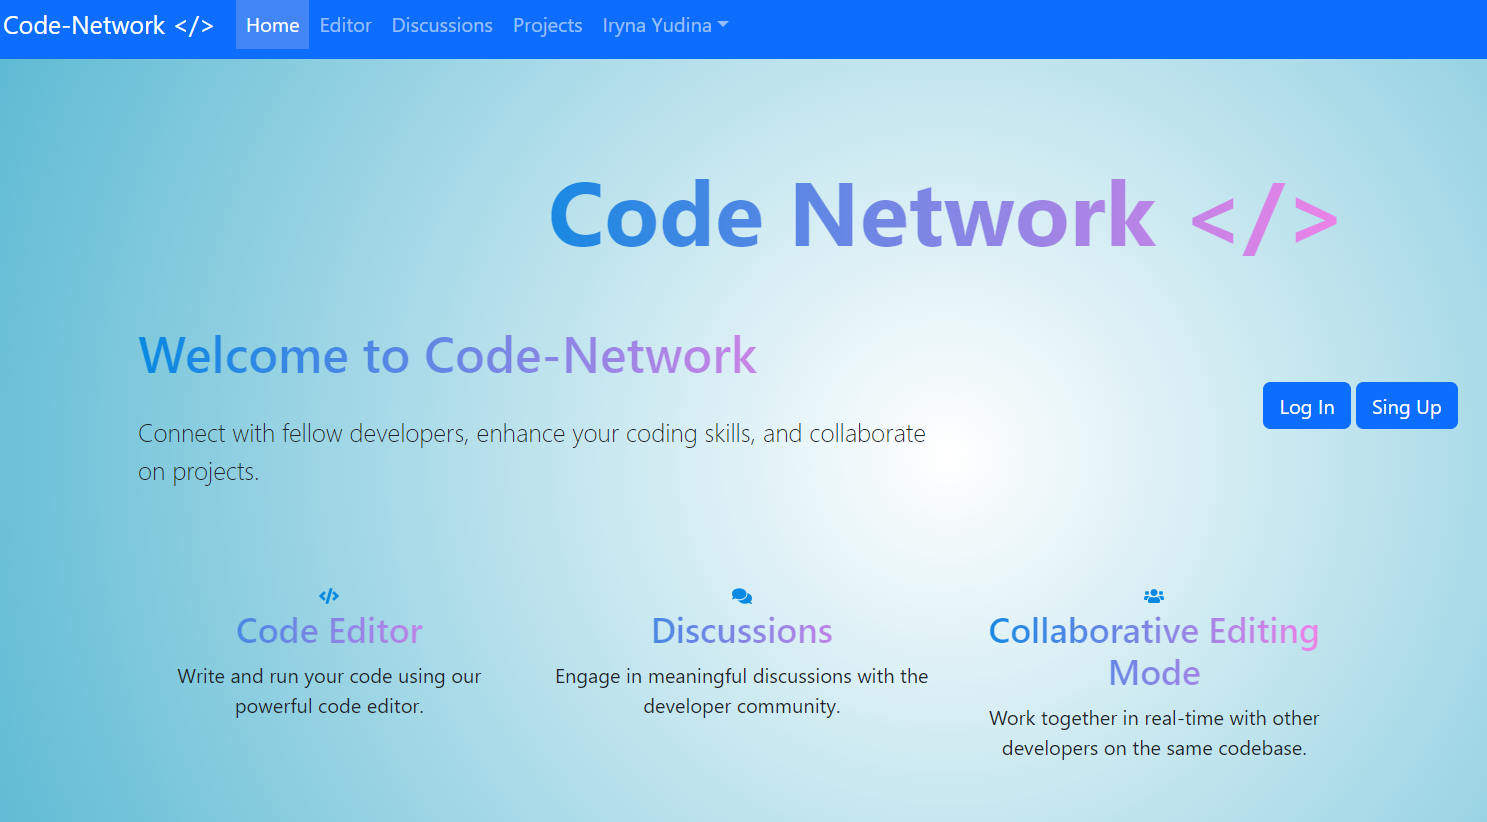 Code-Network </> Home Editor Discussions Projects Iryna Yudina
Code Network </>
Welcome to Code-Network
Connect with fellow developers, enhance your coding skills, and collaborate
on projects.
Log In Sing Up
Code Editor
Write and run your code using our
powerful code editor.
Discussions
Engage in meaningful discussions with the
developer community.
Collaborative Editing
Mode
Work together in real-time with other
developers on the same codebase.